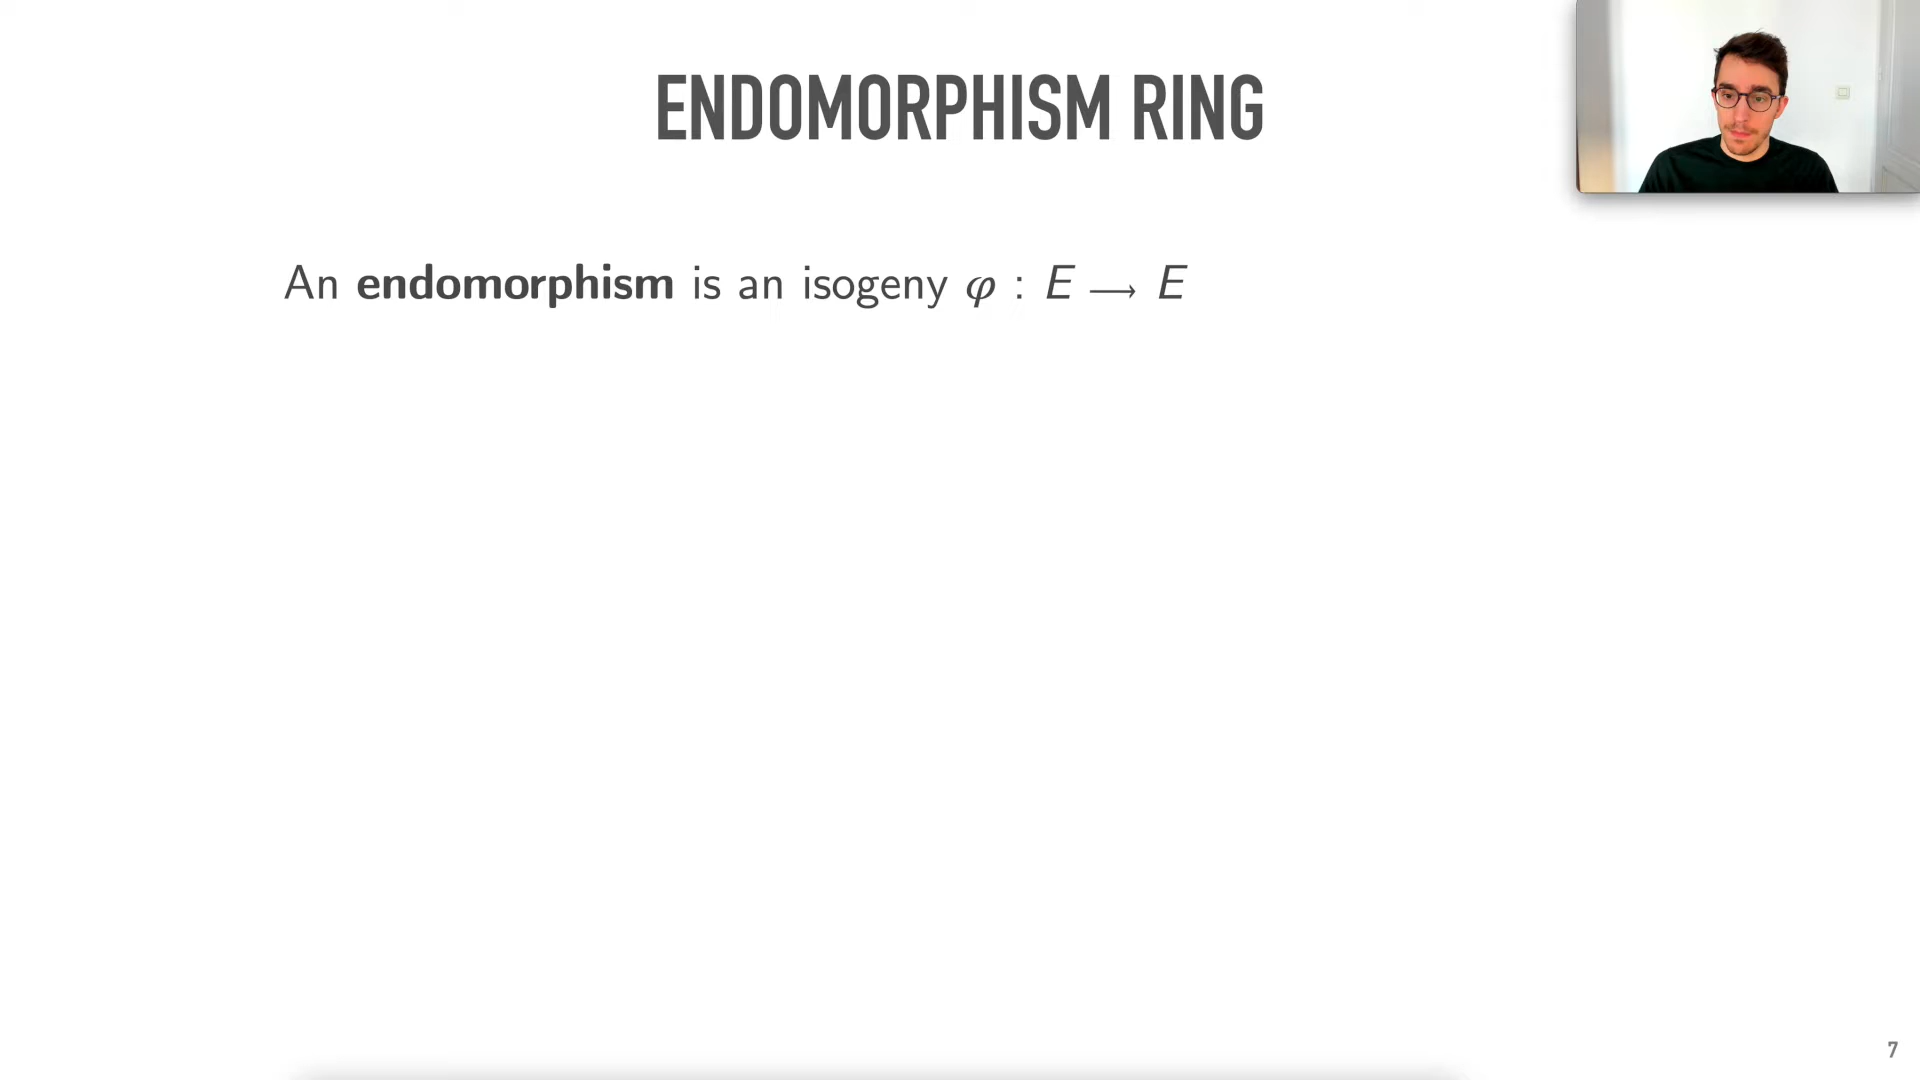 ENDOMORPHISM RING
An endomorphism is an isogeny φ : E ⟶ E
7